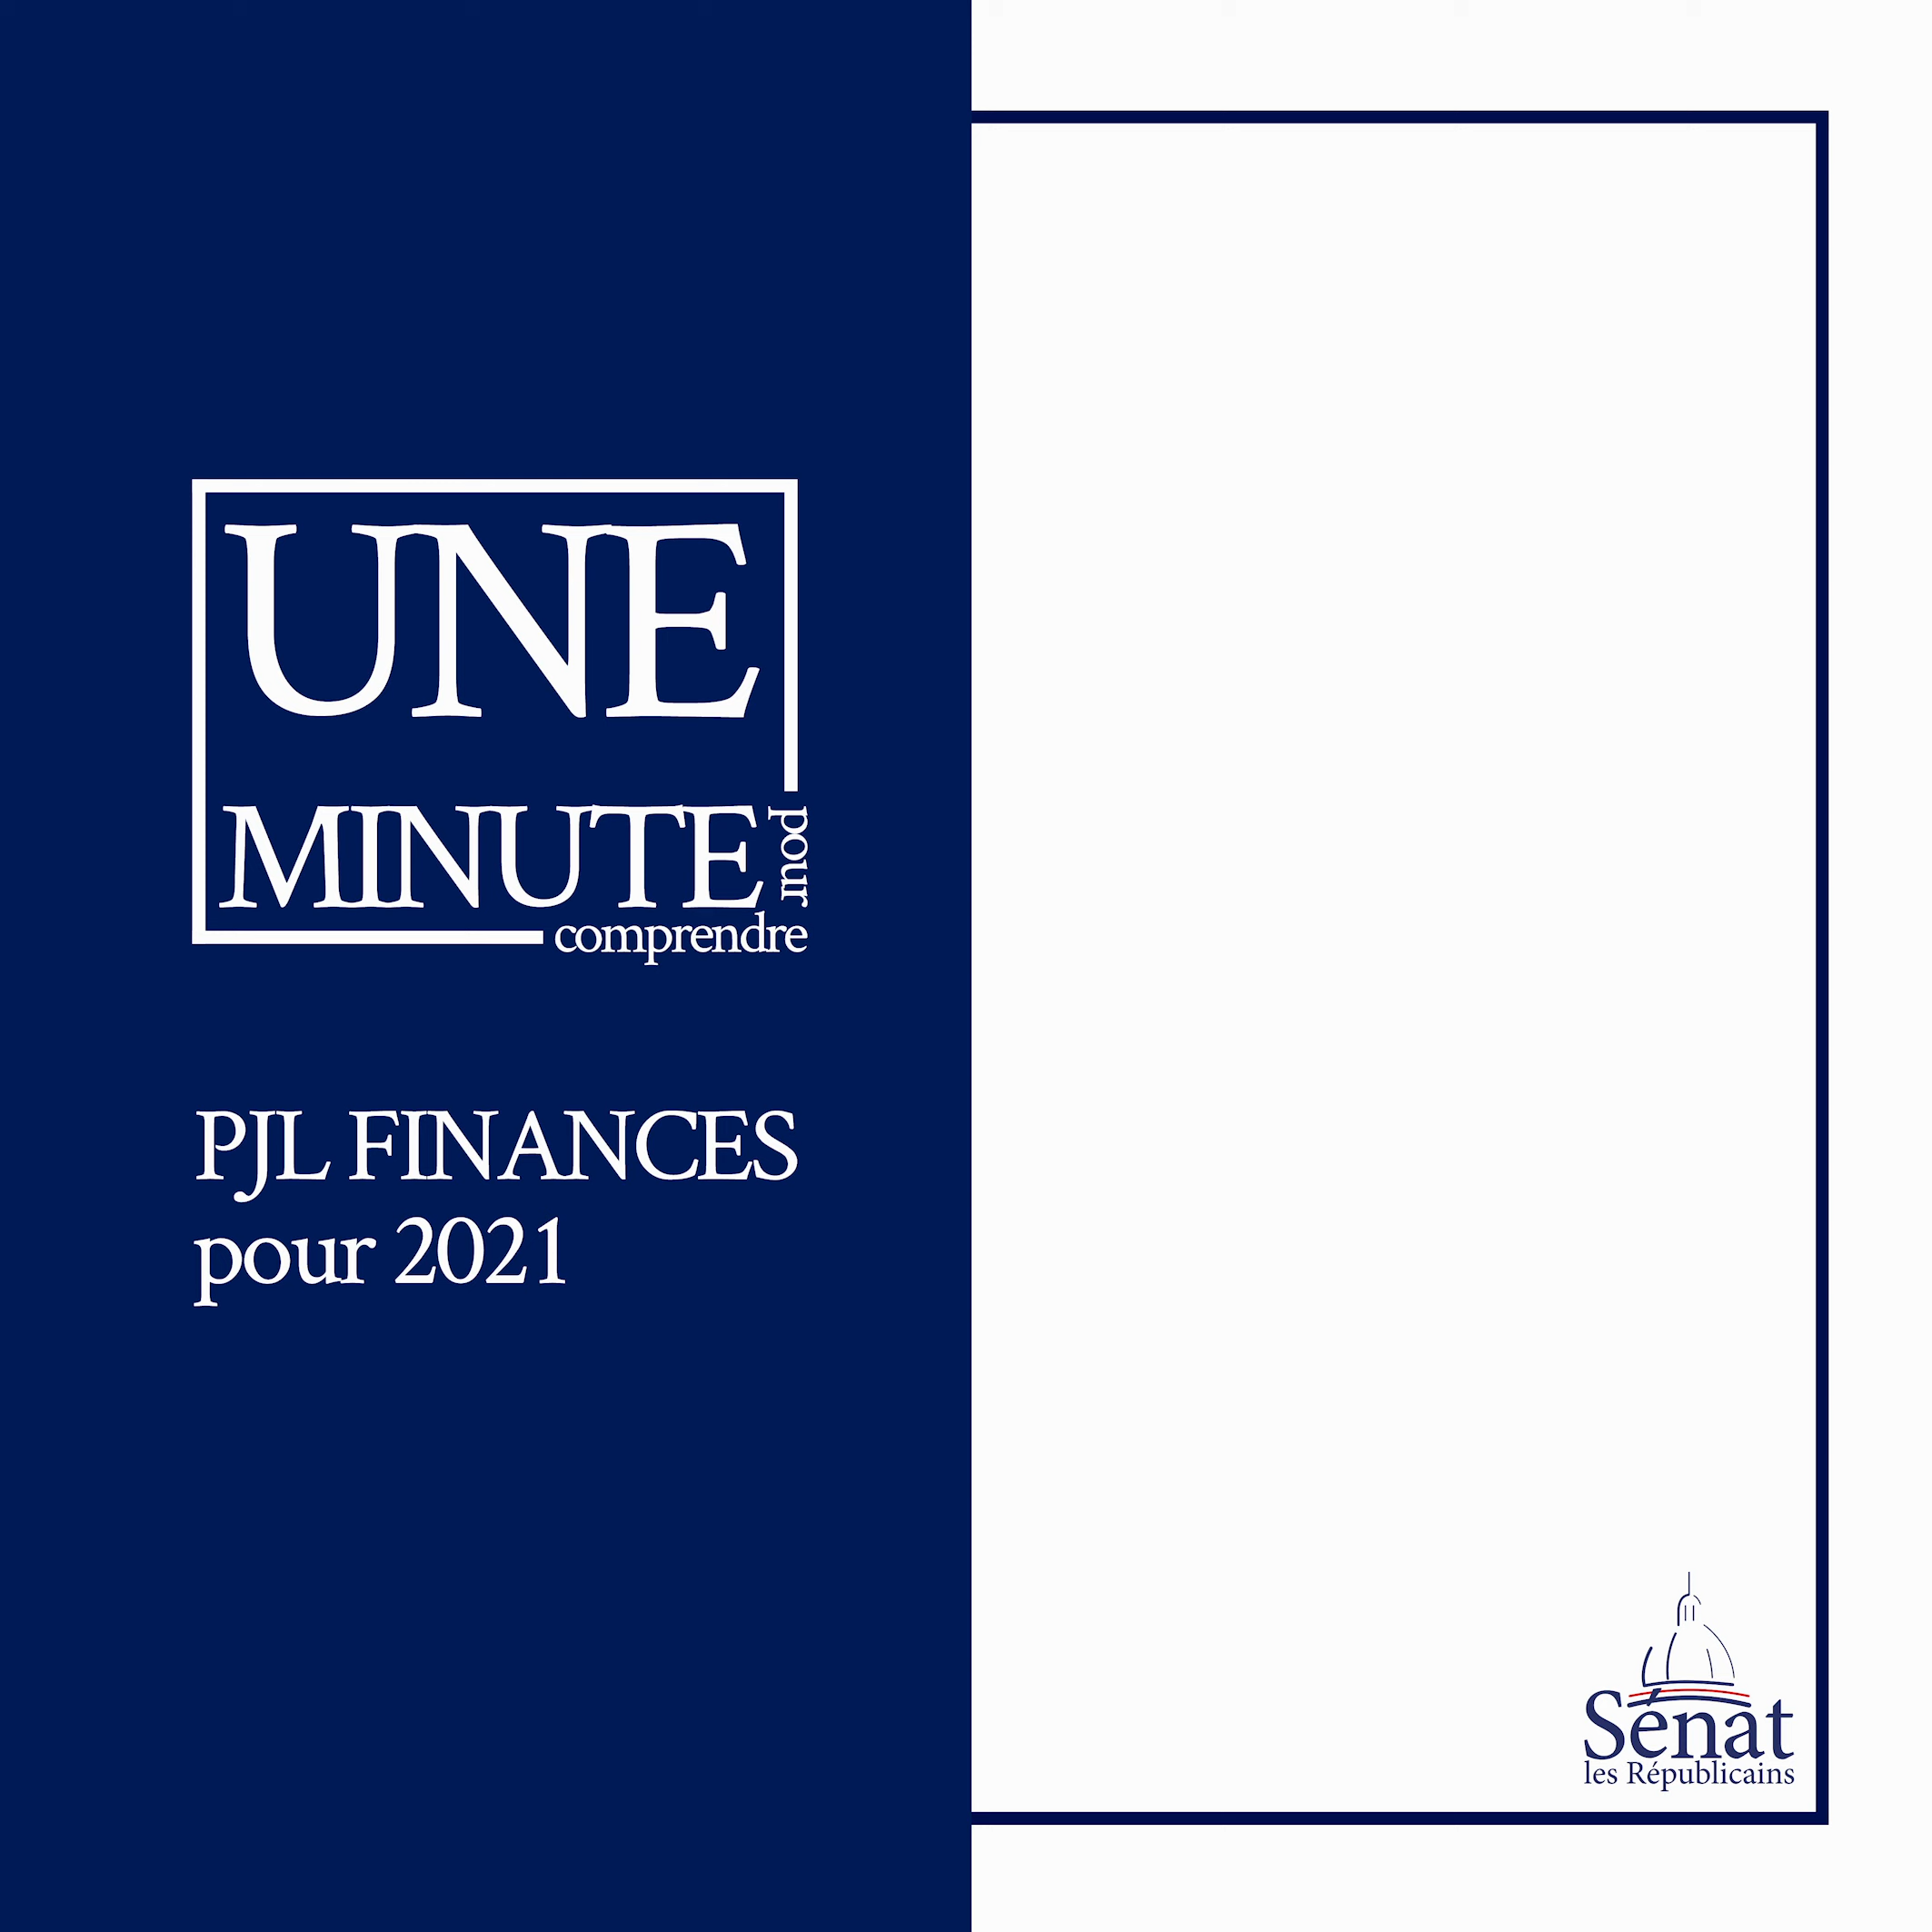 UNE
MINUTE
pour
comprendre
PJL FINANCES
pour 2021
Sénat
les Républicains